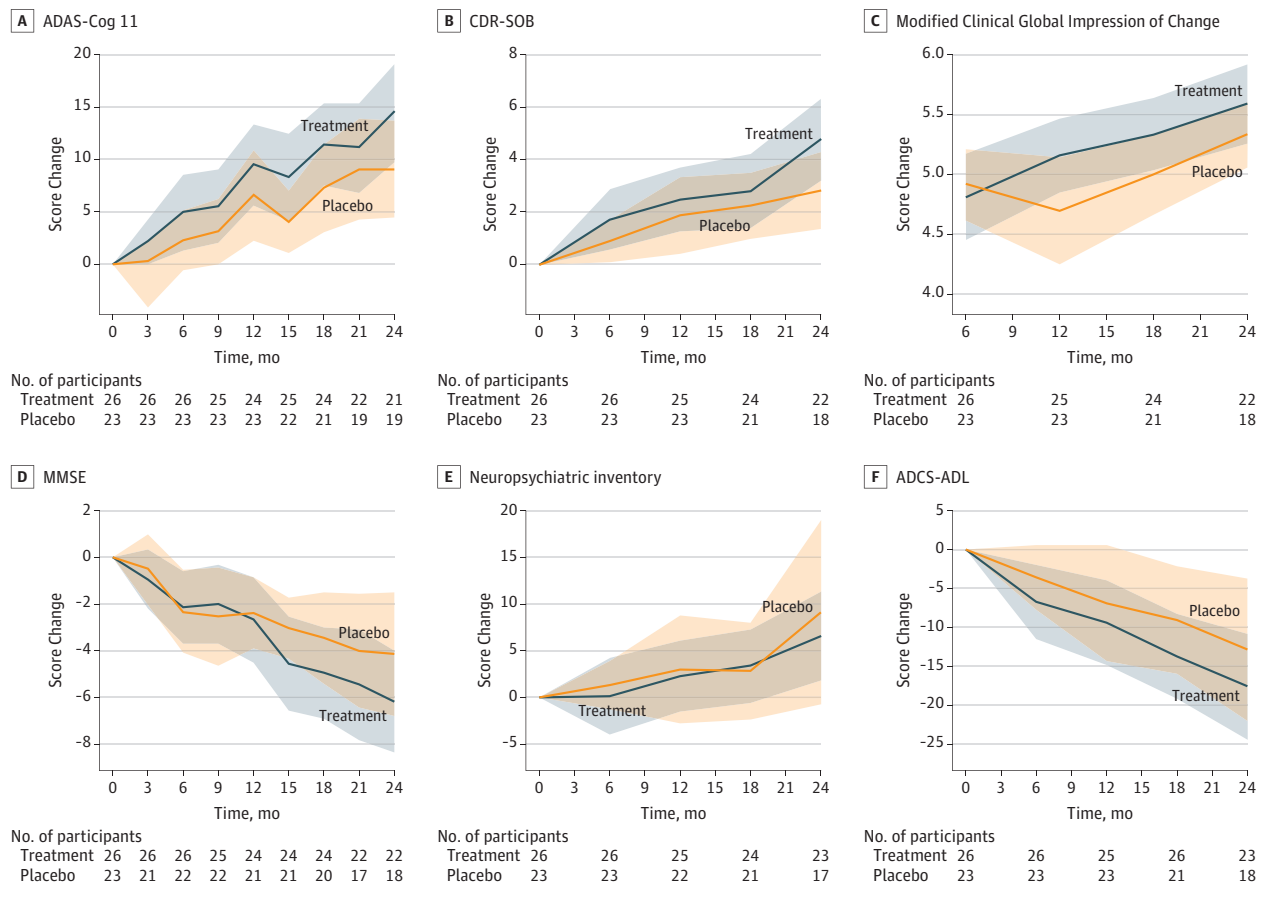 A ADAS-Cog 11
20
15
10
5
0
Score Change
Treatment
Placebo
0 3 6 9 12 15 18 21 24
Time, mo
No. of participants
Treatment 26 26 26 25 24 25 24 22 21
Placebo 23 23 23 23 23 22 21 19 19
B CDR-SOB
8
6
4
2
0
Score Change
Treatment
Placebo
0 3 6 9 12 15 18 21 24
Time, mo
No. of participants
Treatment 26 26 25 24 22
Placebo 23 23 23 21 18
C Modified Clinical Global Impression of Change
6.0
5.5
5.0
4.5
4.0
Score Change
Treatment
Placebo
6 9 12 15 18 21 24
Time, mo
No. of participants
Treatment 26 25 24 22
Placebo 23 23 21 18
D MMSE
2
0
-2
-4
-6
-8
Score Change
Placebo
Treatment
0 3 6 9 12 15 18 21 24
Time, mo
No. of participants
Treatment 26 26 26 25 24 24 24 22 22
Placebo 23 21 22 22 21 21 20 17 18
E Neuropsychiatric inventory
20
15
10
5
0
-5
Score Change
Placebo
Treatment
0 3 6 9 12 15 18 21 24
Time, mo
No. of participants
Treatment 26 26 25 24 23
Placebo 23 23 22 21 17
F ADCS-ADL
5
0
-5
-10
-15
-20
-25
Score Change
Placebo
Treatment
0 3 6 9 12 15 18 21 24
Time, mo
No. of participants
Treatment 26 26 25 26 23
Placebo 23 23 23 21 18